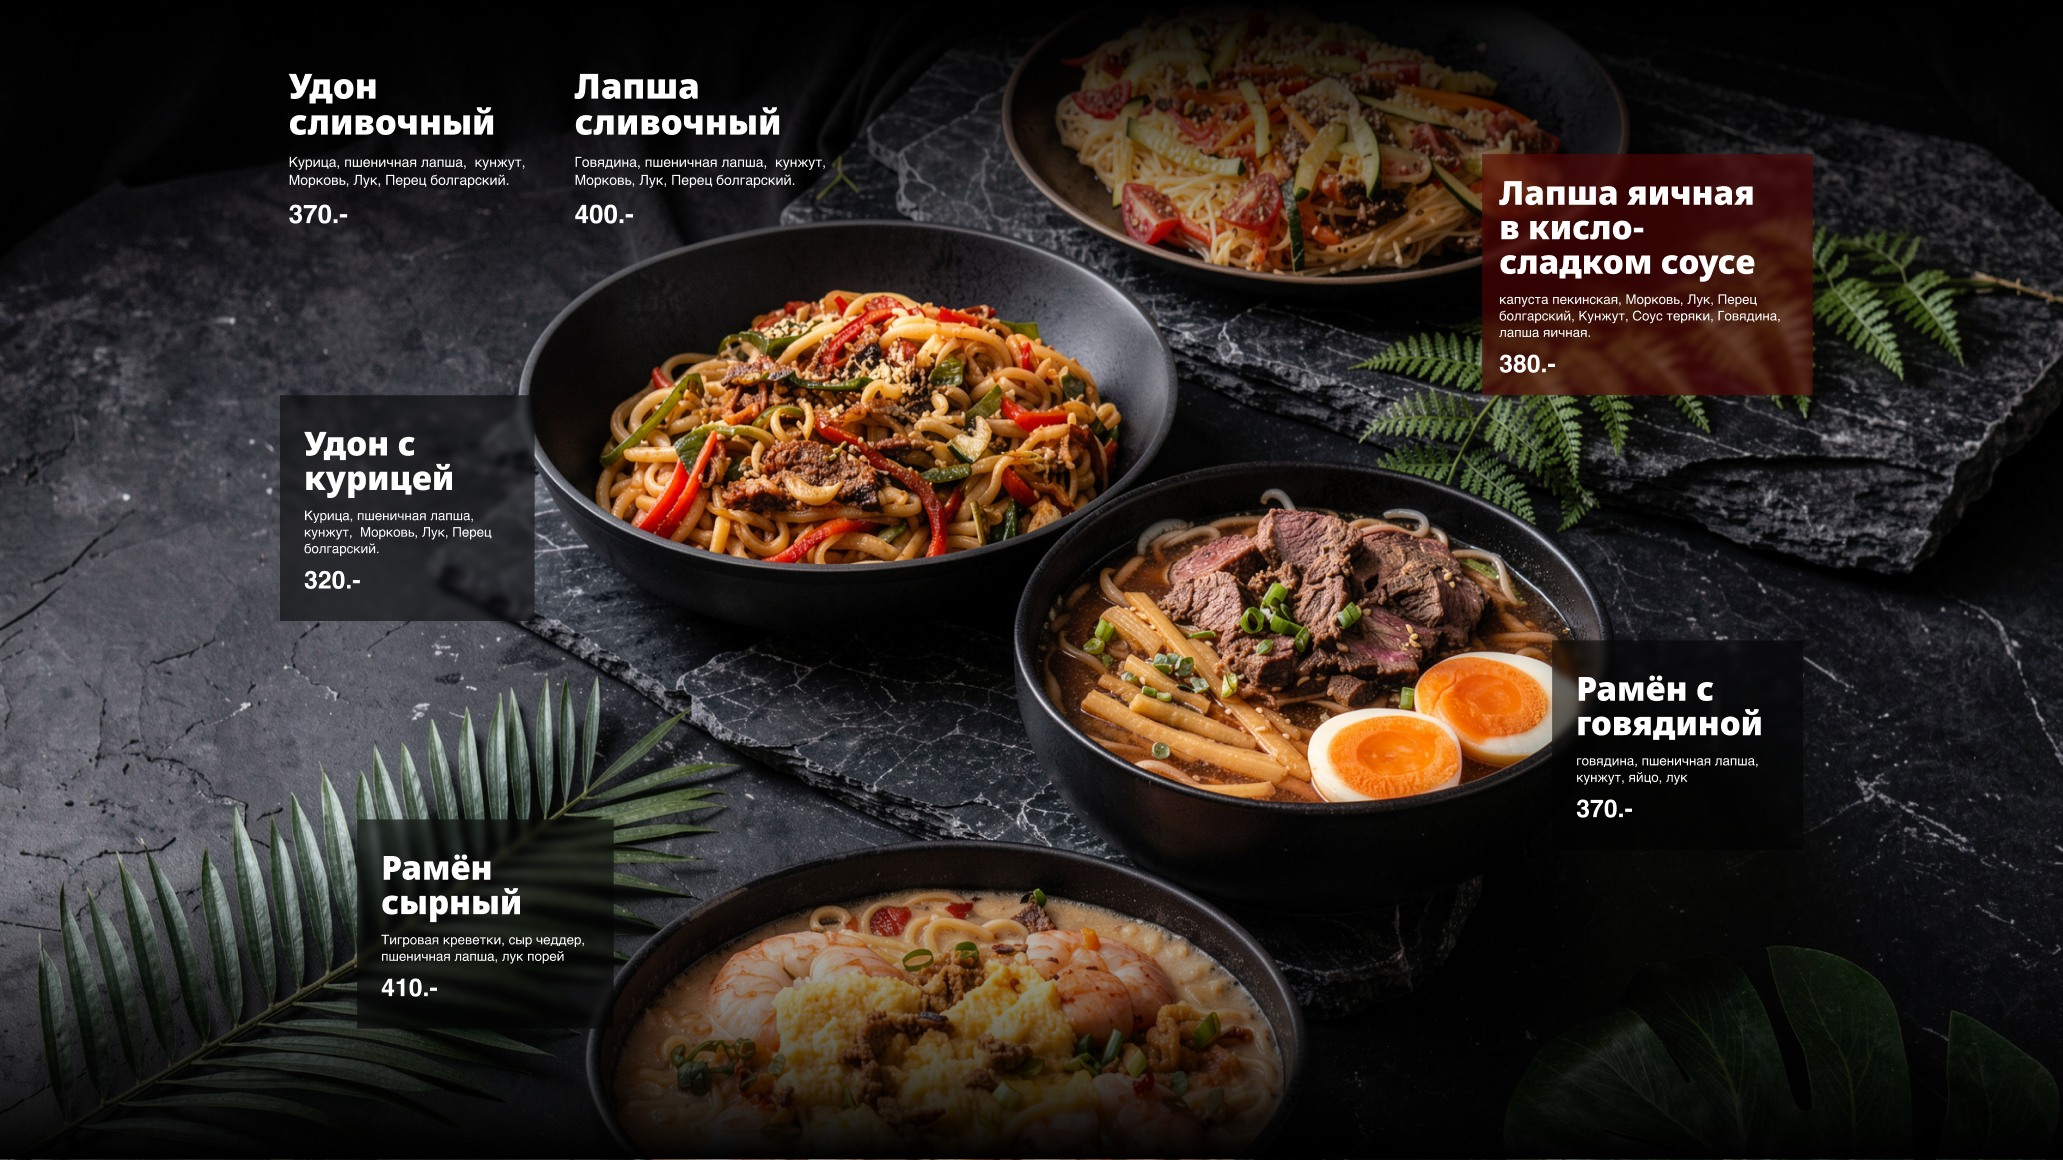 Удон
сливочный
Курица, пшеничная лапша,  кунжут,
Морковь, Лук, Перец болгарский.
370.-
Лапша
сливочный
Говядина, пшеничная лапша,  кунжут,
Морковь, Лук, Перец болгарский.
400.-
Лапша яичная
в кисло-
сладком соусе
капуста пекинская, Морковь, Лук, Перец
болгарский, Кунжут, Соус теряки, Говядина,
лапша яичная.
380.-
Удон с
курицей
Курица, пшеничная лапша,
кунжут,  Морковь, Лук, Перец
болгарский.
320.-
Рамён с
говядиной
говядина, пшеничная лапша,
кунжут, яйцо, лук
370.-
Рамён
сырный
Тигровая креветки, сыр чеддер,
пшеничная лапша, лук порей
410.-